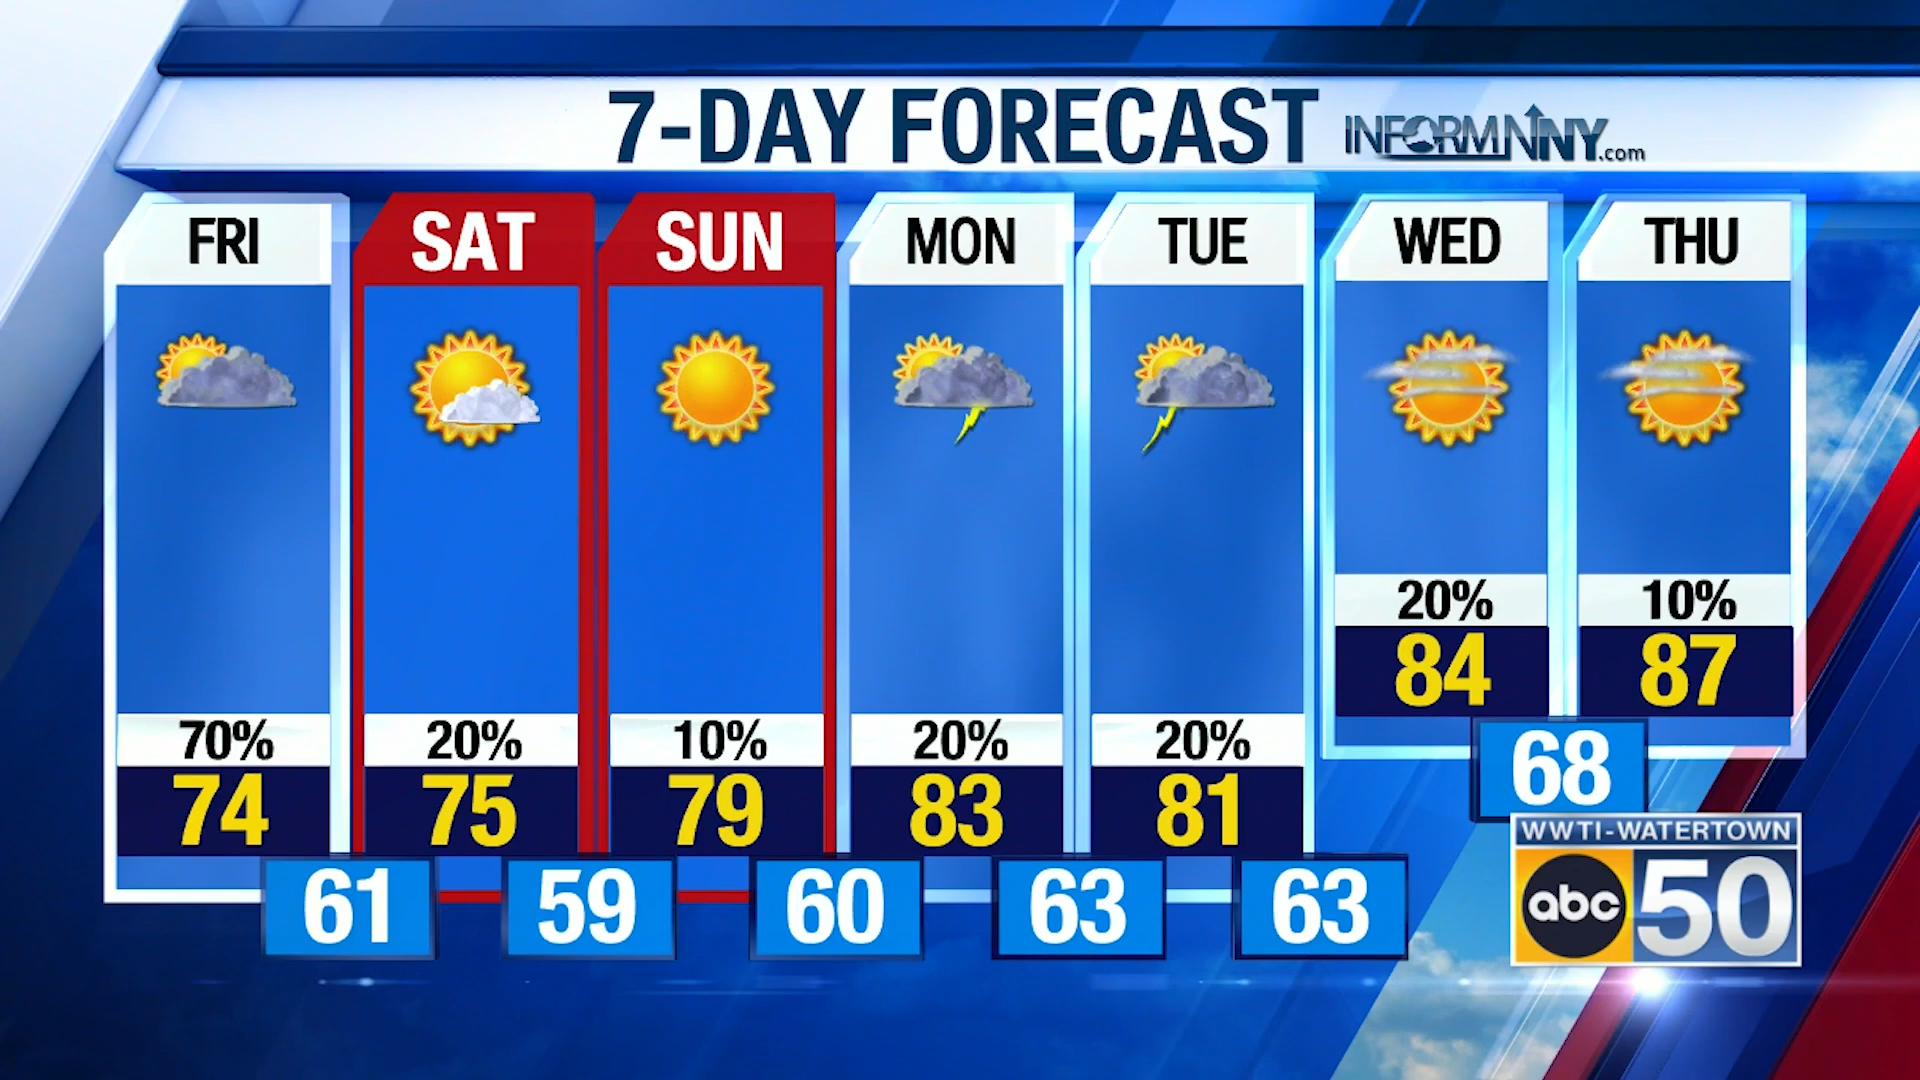 7-DAY FORECAST
INFORMNNY.com
FRI SAT SUN MON TUE WED THU
20% 10%
84 87
70% 20% 10% 20% 20%
74 75 79 83 81
68
61 59 60 63 63
WWTI-WATERTOWN
abc 50